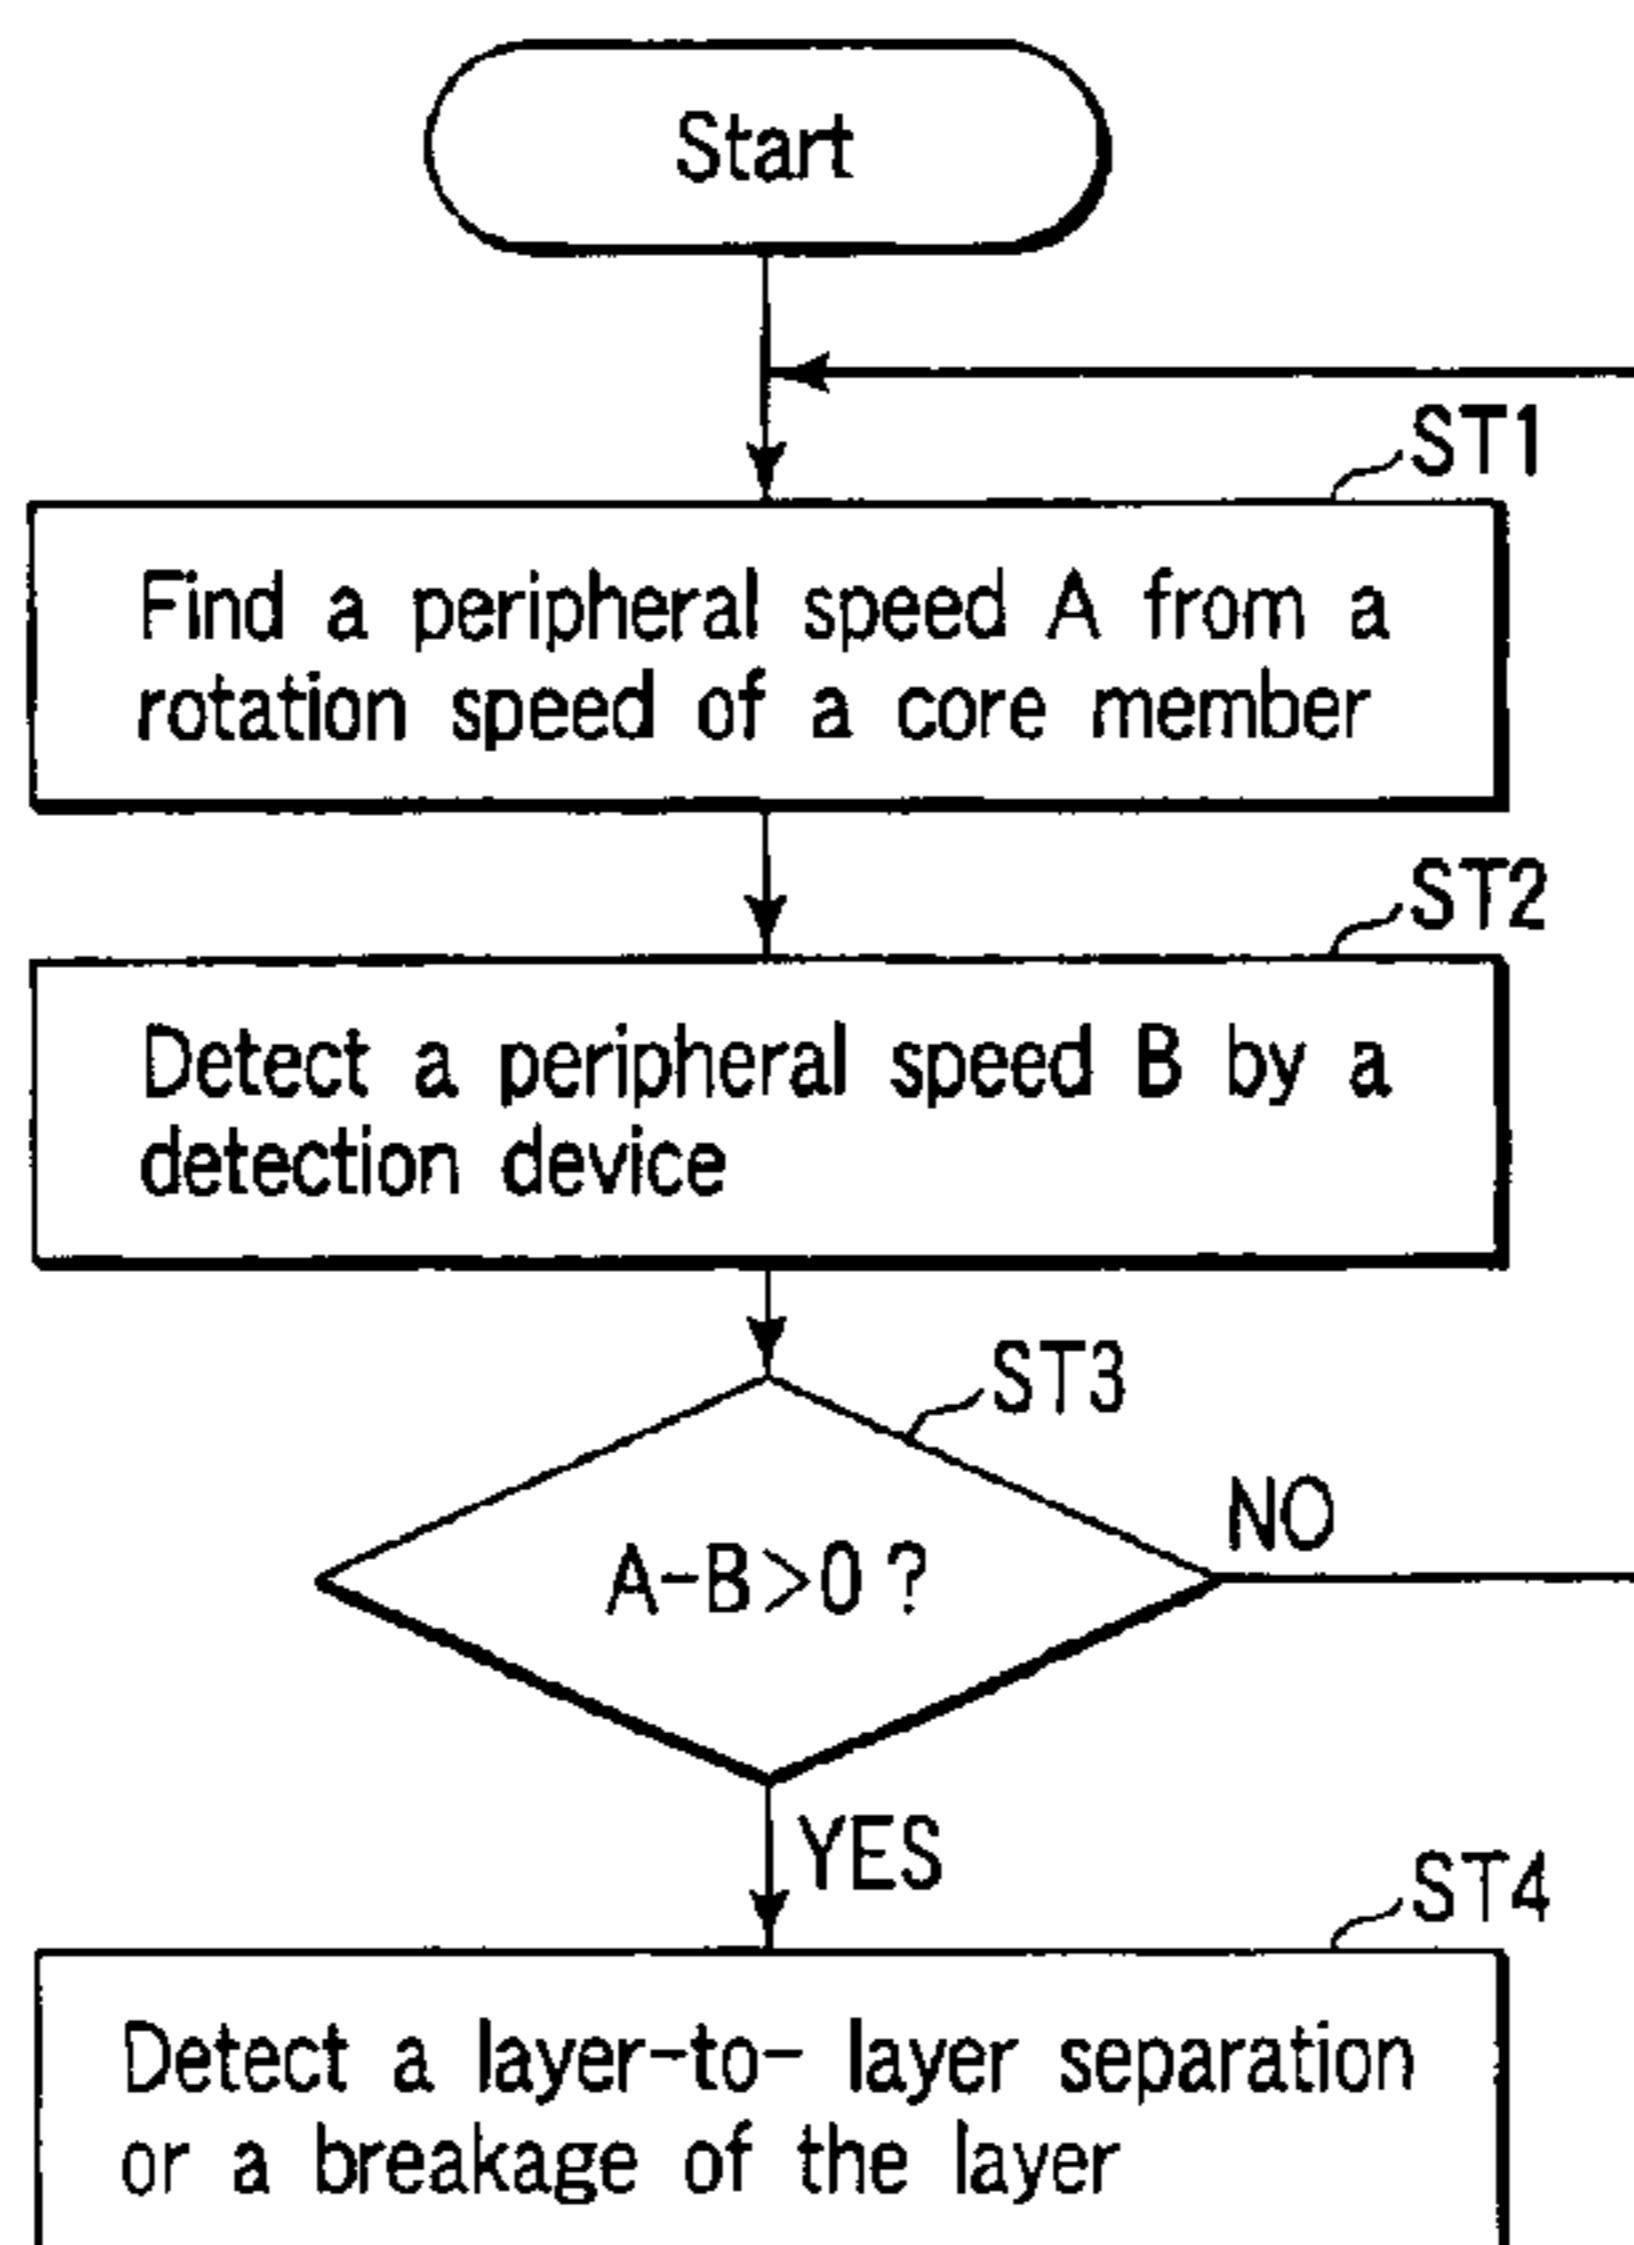 Start
ST1
Find a peripheral speed A from a
rotation speed of a core member
ST2
Detect a peripheral speed B by a
detection device
ST3
A-B>0?
NO
YES
ST4
Detect a layer-to- layer separation
or a breakage of the layer